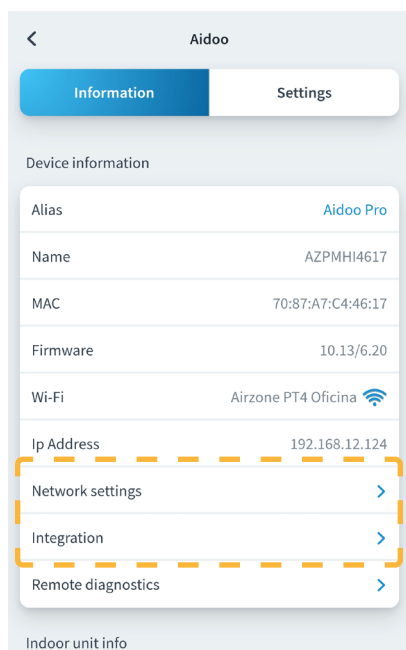 Aidoo
Information Settings
Device information
Alias Aidoo Pro
Name AZPMHI4617
MAC 70:87:A7:C4:46:17
Firmware 10.13/6.20
Wi-Fi Airzone PT4 Oficina
Ip Address 192.168.12.124
Network settings
Integration
Remote diagnostics
Indoor unit info